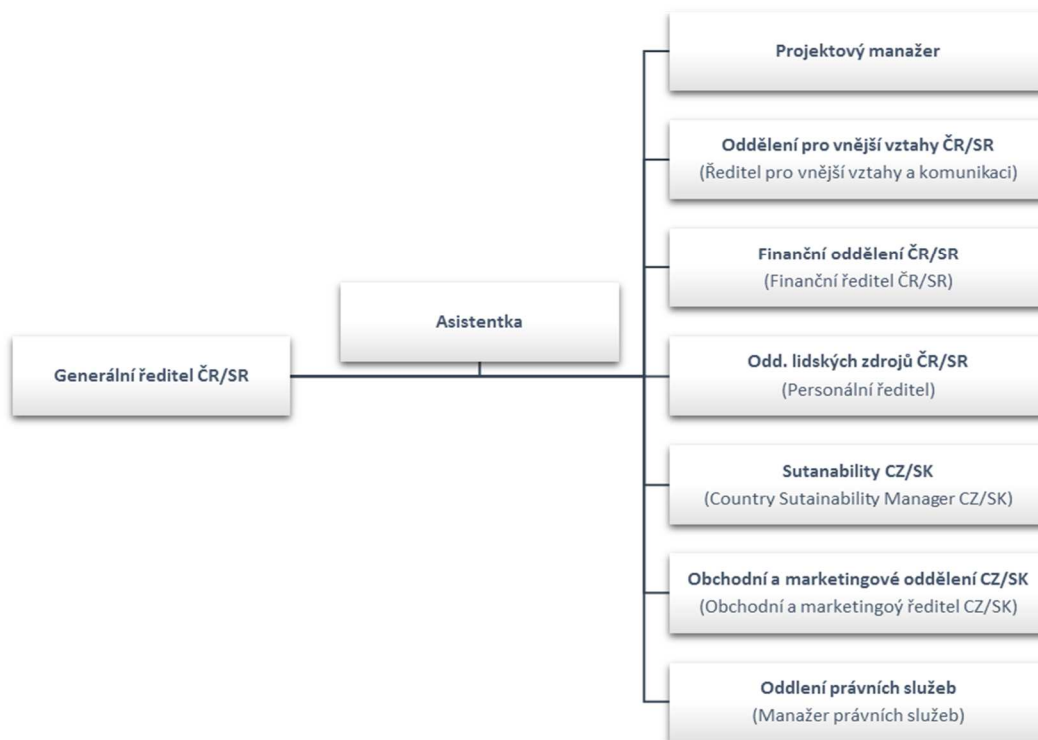 Projektový manažer
Oddělení pro vnější vztahy ČR/SR
(Ředitel pro vnější vztahy a komunikaci)
Finanční oddělení ČR/SR
(Finanční ředitel ČR/SR)
Asistentka
Generální ředitel ČR/SR
Odd. lidských zdrojů ČR/SR
(Personální ředitel)
Sutanability CZ/SK
(Country Sutainability Manager CZ/SK)
Obchodní a marketingové oddělení CZ/SK
(Obchodní a marketingoý ředitel CZ/SK)
Oddlení právních služeb
(Manažer právních služeb)